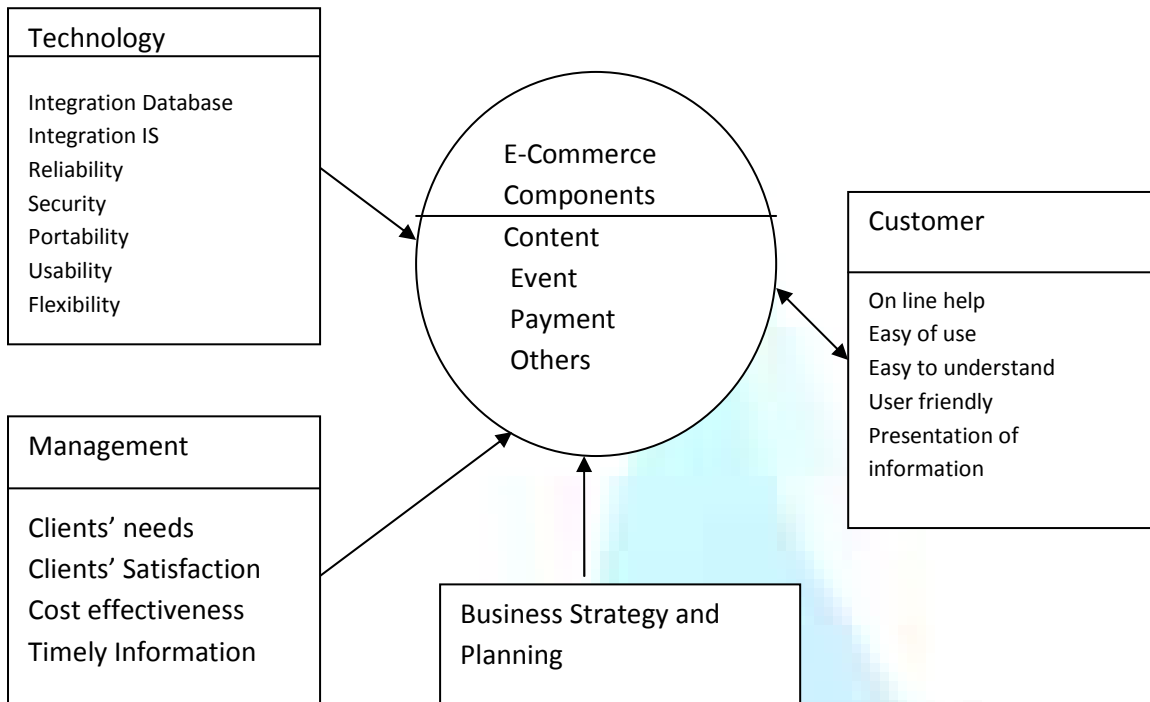 Technology
Integration Database
Integration IS
Reliability
Security
Portability
Usability
Flexibility
E-Commerce
Components
Content
Event
Payment
Others
Customer
On line help
Easy of use
Easy to understand
User friendly
Presentation of
information
Management
Clients’ needs
Clients’ Satisfaction
Cost effectiveness
Timely Information
Business Strategy and
Planning